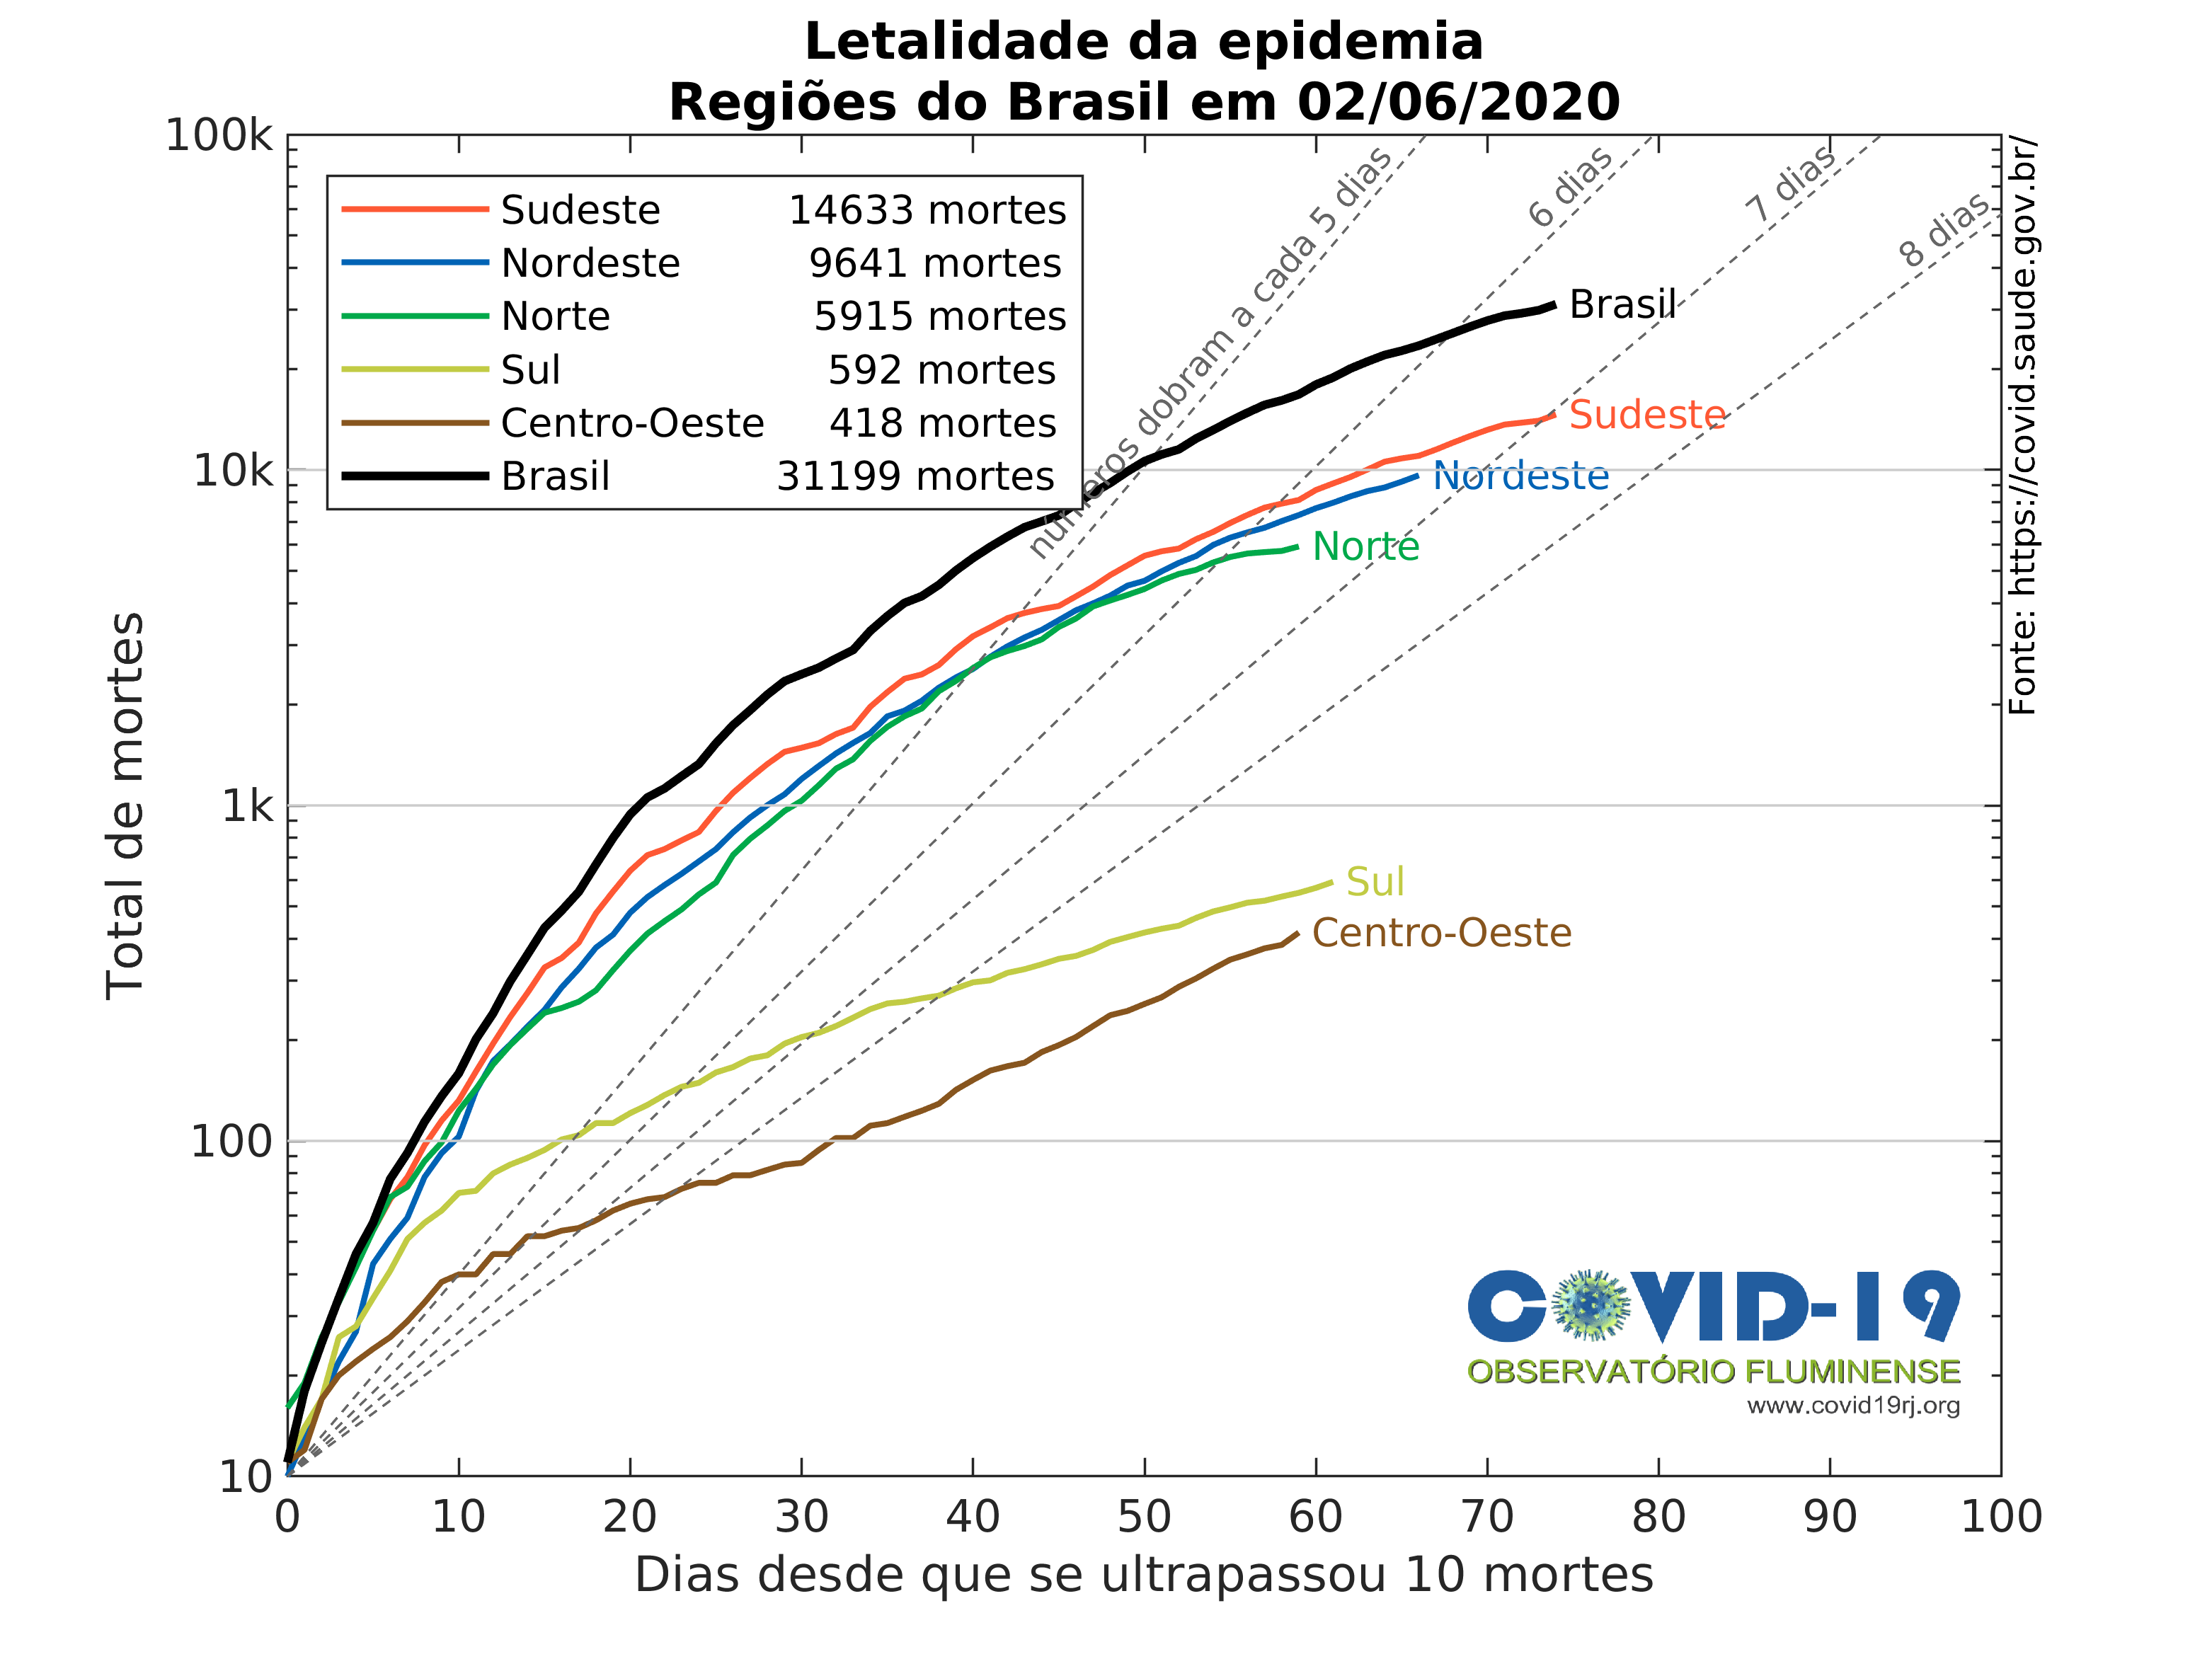 Letalidade da epidemia
Regiões do Brasil em 02/06/2020
100k
10k
1k
100
10
Total de mortes
Sudeste 14633 mortes
Nordeste 9641 mortes
Norte 5915 mortes
Sul 592 mortes
Centro-Oeste 418 mortes
Brasil 31199 mortes
números dobram a cada 5 dias
6 dias
7 dias
8 dias
Brasil
Sudeste
Nordeste
Norte
Sul
Centro-Oeste
Fonte: https://covid.saude.gov.br/
COVID-19
OBSERVATÓRIO FLUMINENSE
www.covid19rj.org
0 10 20 30 40 50 60 70 80 90 100
Dias desde que se ultrapassou 10 mortes